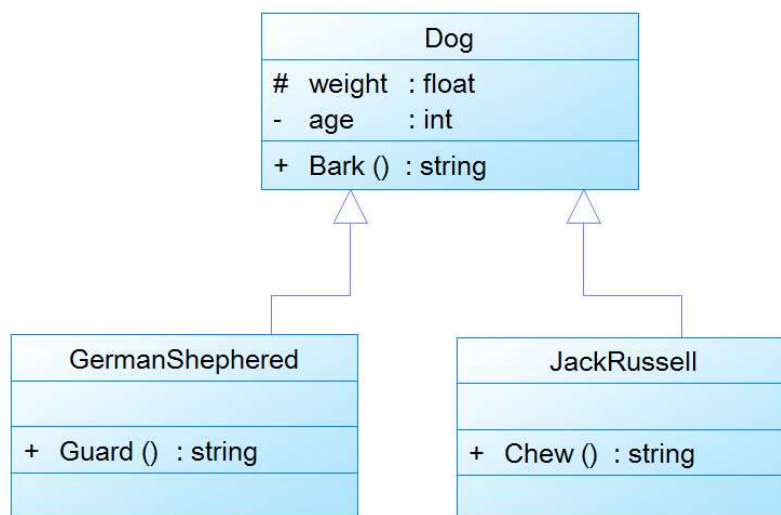 Dog
# weight : float
- age : int
+ Bark () : string
GermanShephered
+ Guard () : string
JackRussell
+ Chew () : string